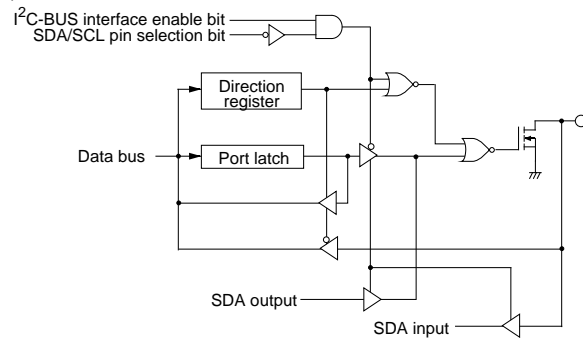 I²C-BUS interface enable bit
SDA/SCL pin selection bit
Direction
register
Data bus
Port latch
SDA output
SDA input